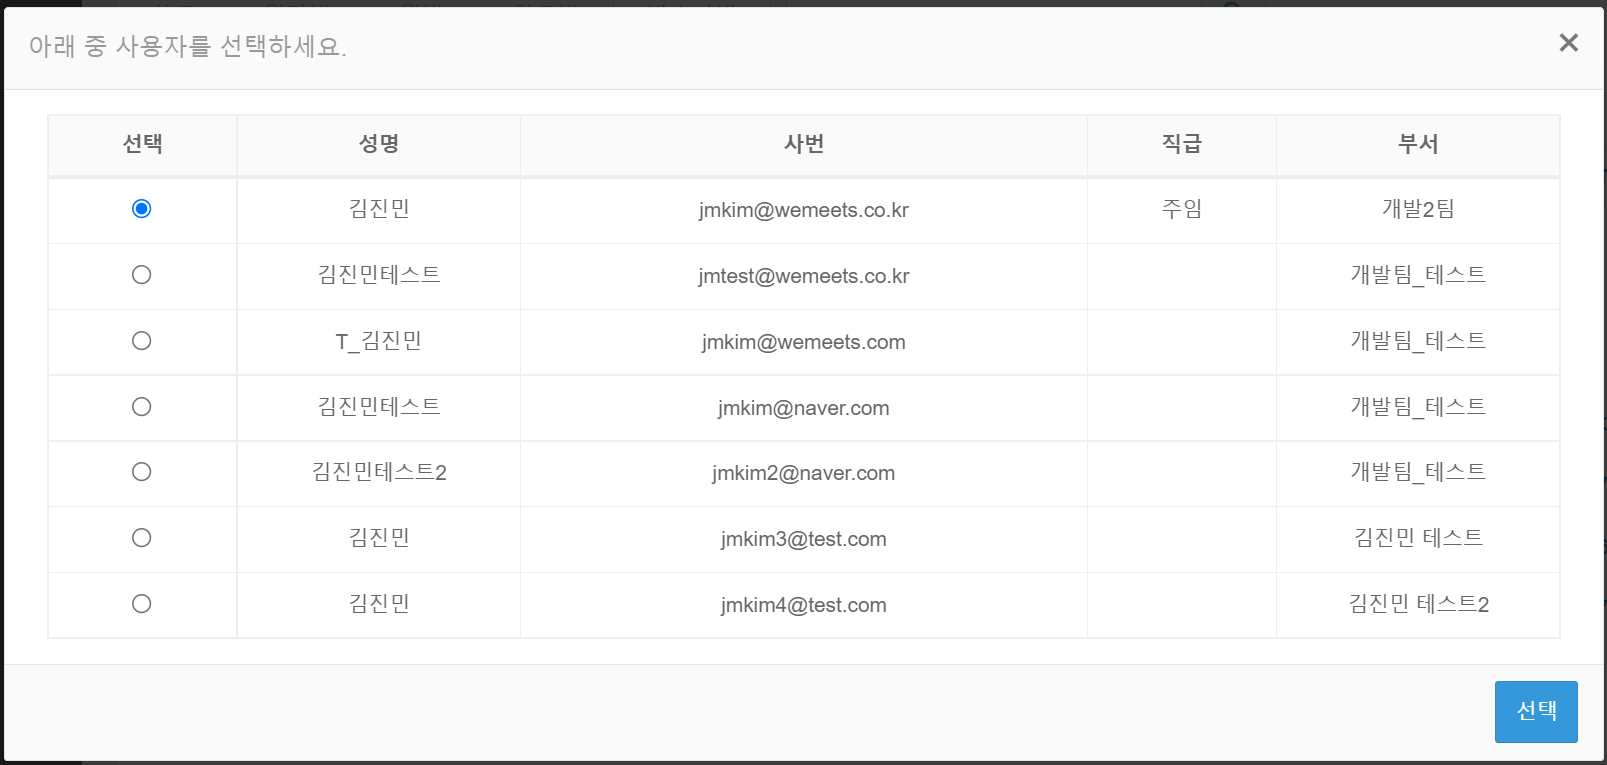 아래 중 사용자를 선택하세요.
선택 성명 사번 직급 부서
김진민 jmkim@wemeets.co.kr 주임 개발2팀
김진민테스트 jmtest@wemeets.co.kr 개발팀_테스트
T_김진민 jmkim@wemeets.com 개발팀_테스트
김진민테스트 jmkim@naver.com 개발팀_테스트
김진민테스트2 jmkim2@naver.com 개발팀_테스트
김진민 jmkim3@test.com 김진민 테스트
김진민 jmkim4@test.com 김진민 테스트2
선택